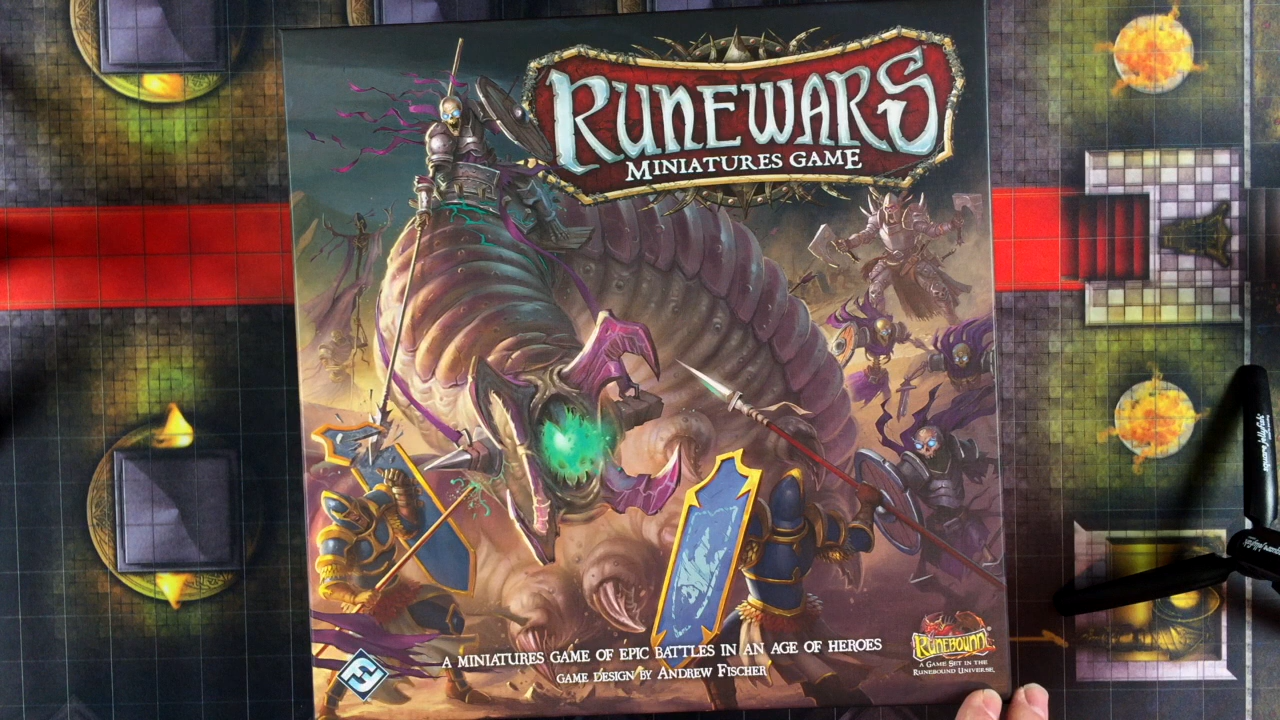 RUNEWARS
MINIATURES GAME
A MINIATURES GAME OF EPIC BATTLES IN AN AGE OF HEROES
GAME DESIGN BY ANDREW FISCHER
RUNEBOUND
A GAME SET IN THE
RUNEBOUND UNIVERSE.